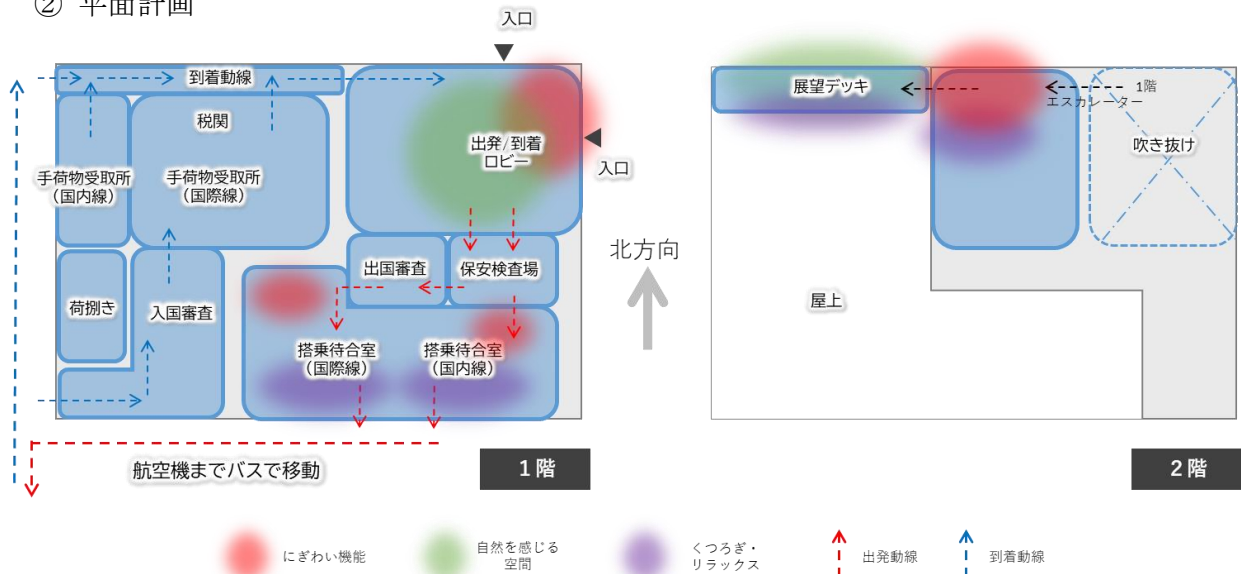 ② 平面計画
入口
到着動線
税関
出発/到着
ロビー
入口
手荷物受取所
(国内線)
手荷物受取所
(国際線)
出国審査
保安検査場
荷捌き
入国審査
搭乗待合室
(国際線)
搭乗待合室
(国内線)
航空機までバスで移動
1階
北方向
展望デッキ
1階
エスカレーター
吹き抜け
屋上
2階
にぎわい機能
自然を感じる
空間
くつろぎ・
リラックス
出発動線
到着動線